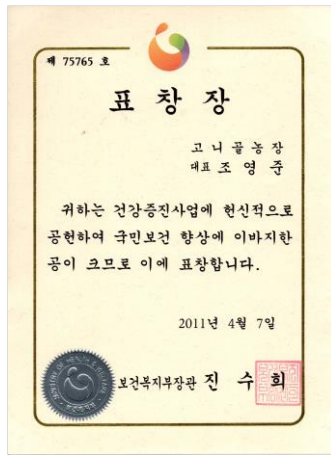 제 75765 호
표 창 장
고니골농장
대표 조 영 준
귀하는 건강증진사업에 헌신적으로
공헌하여 국민보건 향상에 이바지한
공이 크므로 이에 표창합니다.
2011년 4월 7일
보건복지부장관 진 수 희